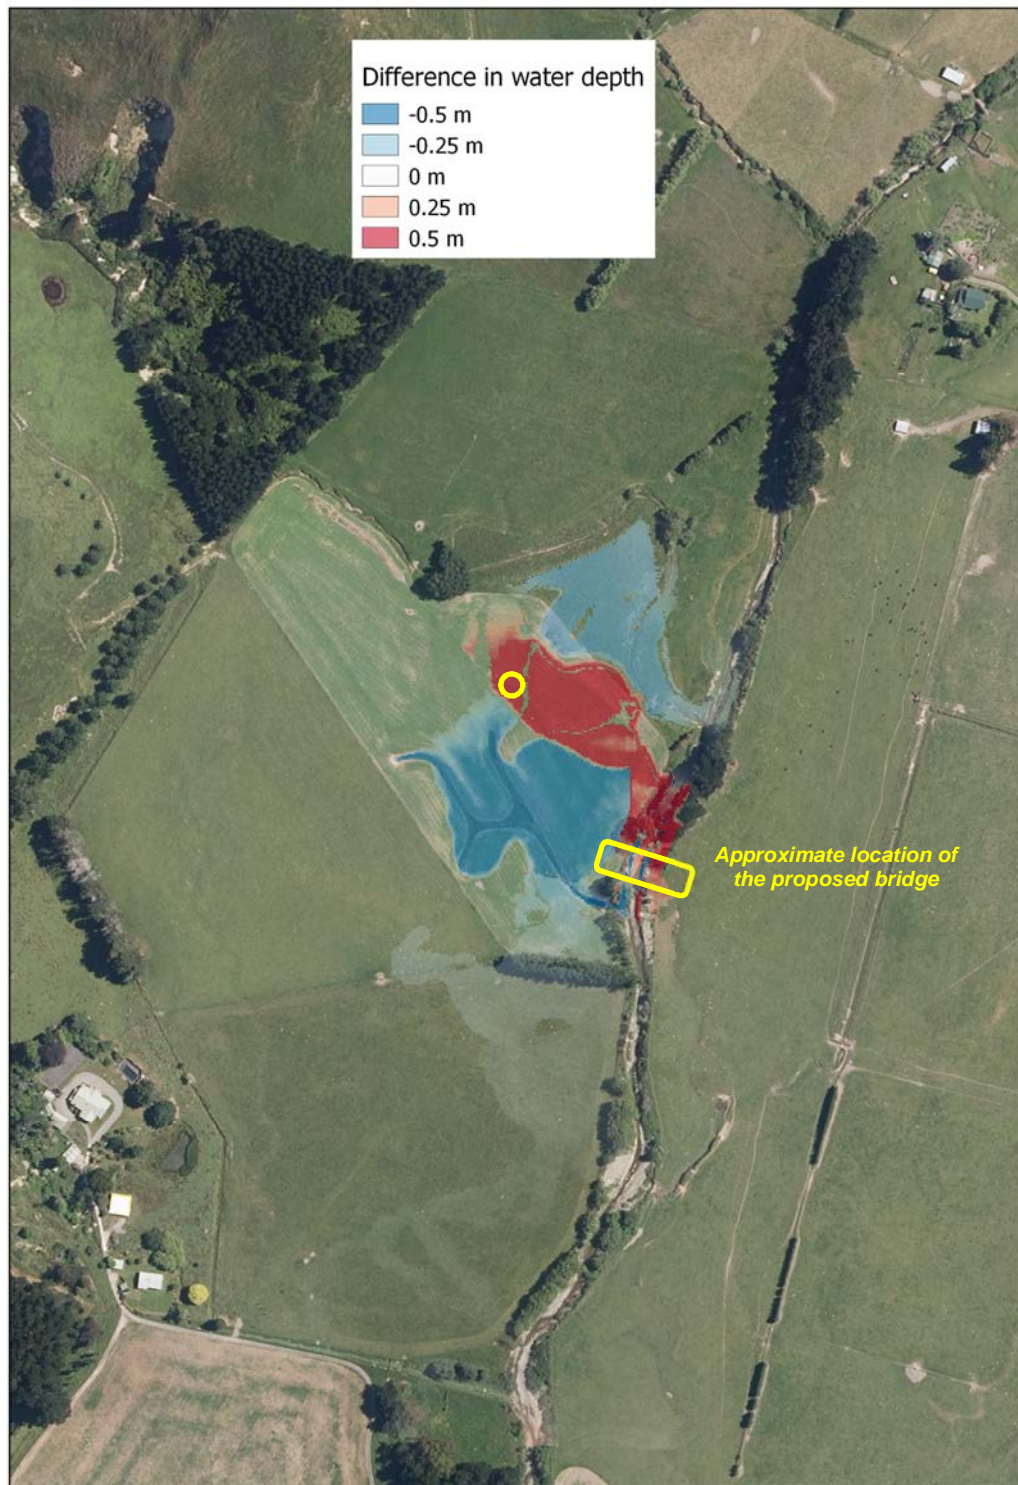 Difference in water depth
-0.5 m
-0.25 m
0 m
0.25 m
0.5 m
Approximate location of
the proposed bridge